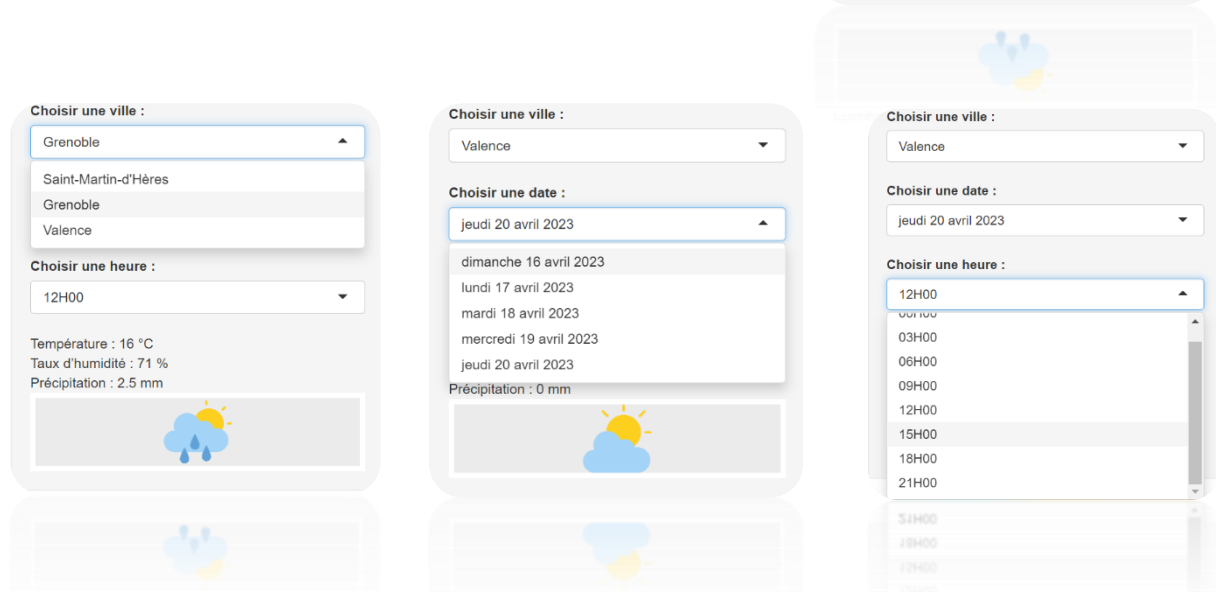 Choisir une ville :
Grenoble
Saint-Martin-d'Hères
Grenoble
Valence
Choisir une heure :
12H00
Température : 16 °C
Taux d'humidité : 71 %
Précipitation : 2.5 mm
Choisir une ville :
Valence
Choisir une date :
jeudi 20 avril 2023
dimanche 16 avril 2023
lundi 17 avril 2023
mardi 18 avril 2023
mercredi 19 avril 2023
jeudi 20 avril 2023
Précipitation : 0 mm
Choisir une ville :
Valence
Choisir une date :
jeudi 20 avril 2023
Choisir une heure :
12H00
00H00
03H00
06H00
09H00
12H00
15H00
18H00
21H00
21H00
18H00
15H00